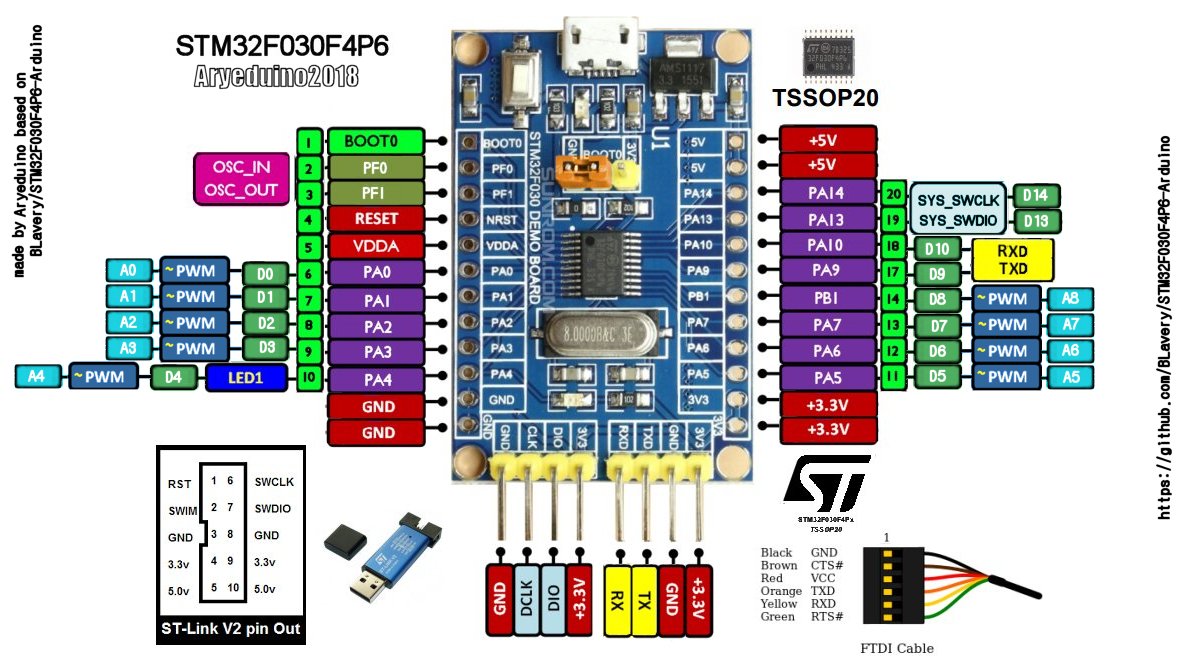 STM32F030F4P6
Aryeduino2018
made by Aryeduino based on
BLavery/STM32F030F4P6-Arduino
https://github.com/BLavery/STM32F030F4P6-Arduino
TSSOP20
AMS1117
3.3 1551
U1
OSC_IN
OSC_OUT
1 BOOT0
2 PF0
3 PF1
4 RESET
5 VDDA
A0 ~PWM D0 6 PA0
A1 ~PWM D1 7 PA1
A2 ~PWM D2 8 PA2
A3 ~PWM D3 9 PA3
A4 ~PWM D4 LED1 10 PA4
GND
GND
BOOT0
PF0
PF1
NRST
VDDA
PA0
PA1
PA2
PA3
PA4
GND
GND
STM32F030 DEMO BOARD
GND
BOOT0
3V3
8.000
5V
5V
PA14
PA13
PA10
PA9
PB1
PA7
PA6
PA5
3V3
3V3
+5V
+5V
PA14 20 SYS_SWCLK D14
PA13 19 SYS_SWDIO D13
PA10 18 D10 RXD
PA9 17 D9 TXD
PB1 14 D8 ~PWM A8
PA7 13 D7 ~PWM A7
PA6 12 D6 ~PWM A6
PA5 11 D5 ~PWM A5
+3.3V
+3.3V
GND CLK DIO 3V3
RXD TXD GND 3V3
GND DCLK DIO +3.3V
RX TX GND +3.3V
RST 1 6 SWCLK
SWIM 2 7 SWDIO
GND 3 8 GND
3.3v 4 9 3.3v
5.0v 5 10 5.0v
ST-Link V2 pin Out
ST
STM32F030F4Px
TSSOP20
1
Black GND
Brown CTS#
Red VCC
Orange TXD
Yellow RXD
Green RTS#
FTDI Cable